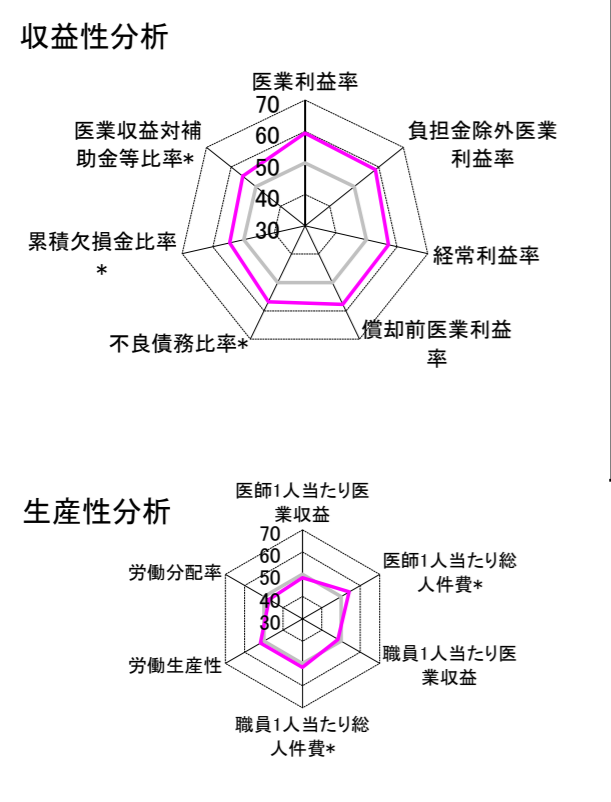 収益性分析
医業利益率
70
60
50
40
30
負担金除外医業
利益率
経常利益率
償却前医業利益
率
不良債務比率*
累積欠損金比率
*
医業収益対補
助金等比率*
生産性分析
医師1人当たり医
業収益
70
60
50
40
30
医師1人当たり総
人件費*
職員1人当たり医
業収益
職員1人当たり総
人件費*
労働生産性
労働分配率